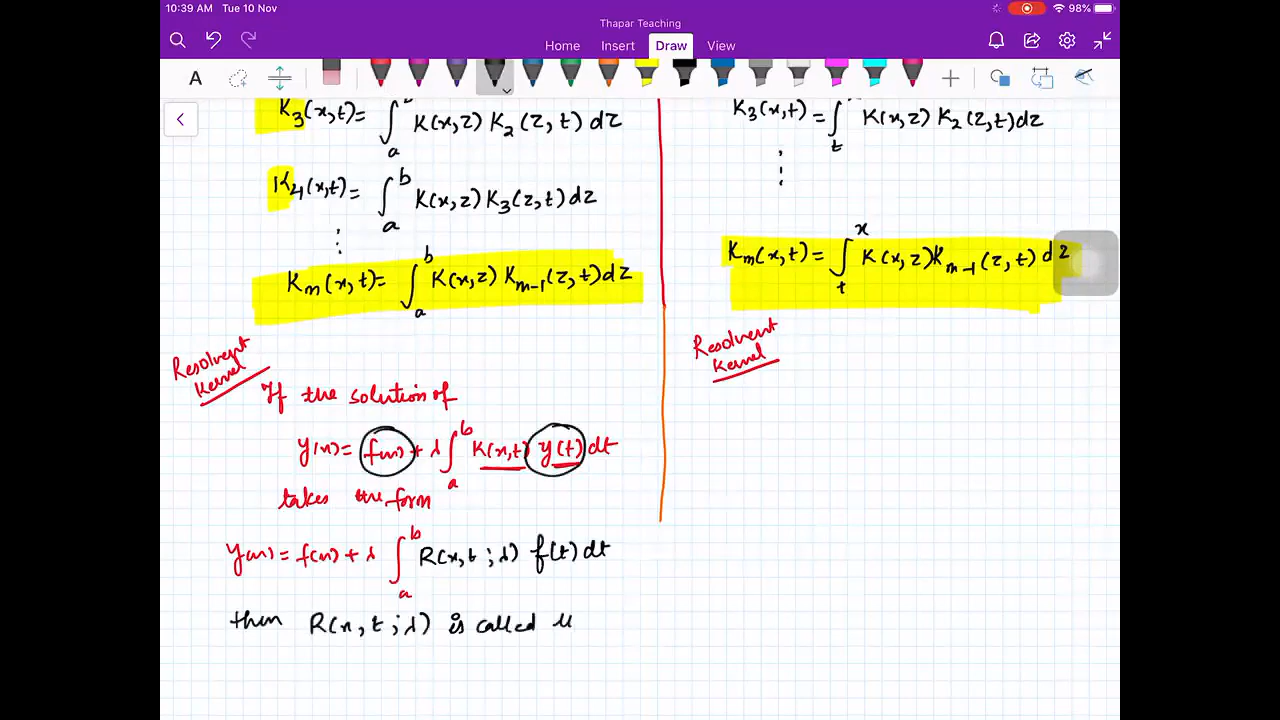 10:39 AM Tue 10 Nov
98%
Thapar Teaching
Home Insert Draw View
A
K₃(x,t)= ∫ₐ K(x,z) K₂(z,t) dz
K₄(x,t)= ∫ₐᵇ K(x,z) K₃(z,t) dz
⋮
Kₘ(x,t)= ∫ₐᵇ K(x,z) Kₘ₋₁(z,t) dz
Resolvent
Kernel
If the solution of
y(x)= f(x) + λ ∫ₐᵇ K(x,t) y(t) dt
takes the form
y(x)= f(x) + λ ∫ₐᵇ R(x,t;λ) f(t) dt
then R(x,t;λ) is called
K₃(x,t) = ∫ₜ K(x,z) K₂(z,t) dz
⋮
Kₘ(x,t) = ∫ₜˣ K(x,z) Kₘ₋₁(z,t) dz
Resolvent
Kernel